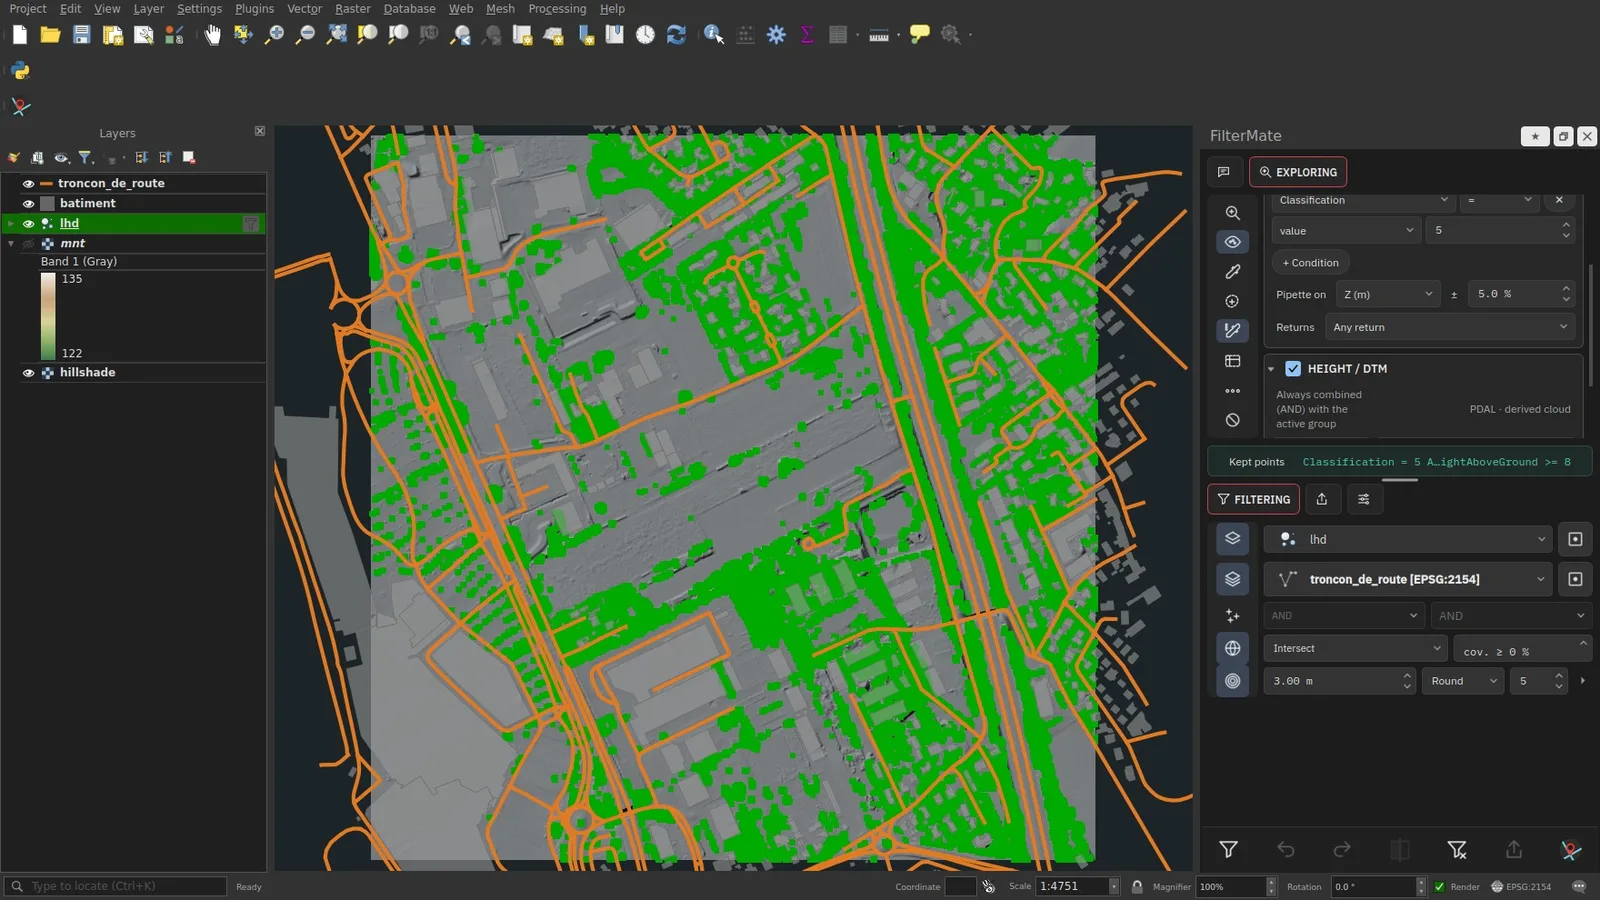 Project Edit View Layer Settings Plugins Vector Raster Database Web Mesh Processing Help
Layers
troncon_de_route
batiment
lhd
mnt
Band 1 (Gray)
135
122
hillshade
FilterMate
EXPLORING
Classification =
value 5
+ Condition
Pipette on Z (m) ± 5.0 %
Returns Any return
HEIGHT / DTM
Always combined
(AND) with the
active group
PDAL · derived cloud
Kept points Classification = 5 A…ightAboveGround >= 8
FILTERING
lhd
troncon_de_route [EPSG:2154]
AND AND
Intersect cov. ≥ 0 %
3.00 m Round 5
Type to locate (Ctrl+K) Ready Coordinate Scale 1:4751 Magnifier 100% Rotation 0.0 ° Render EPSG:2154